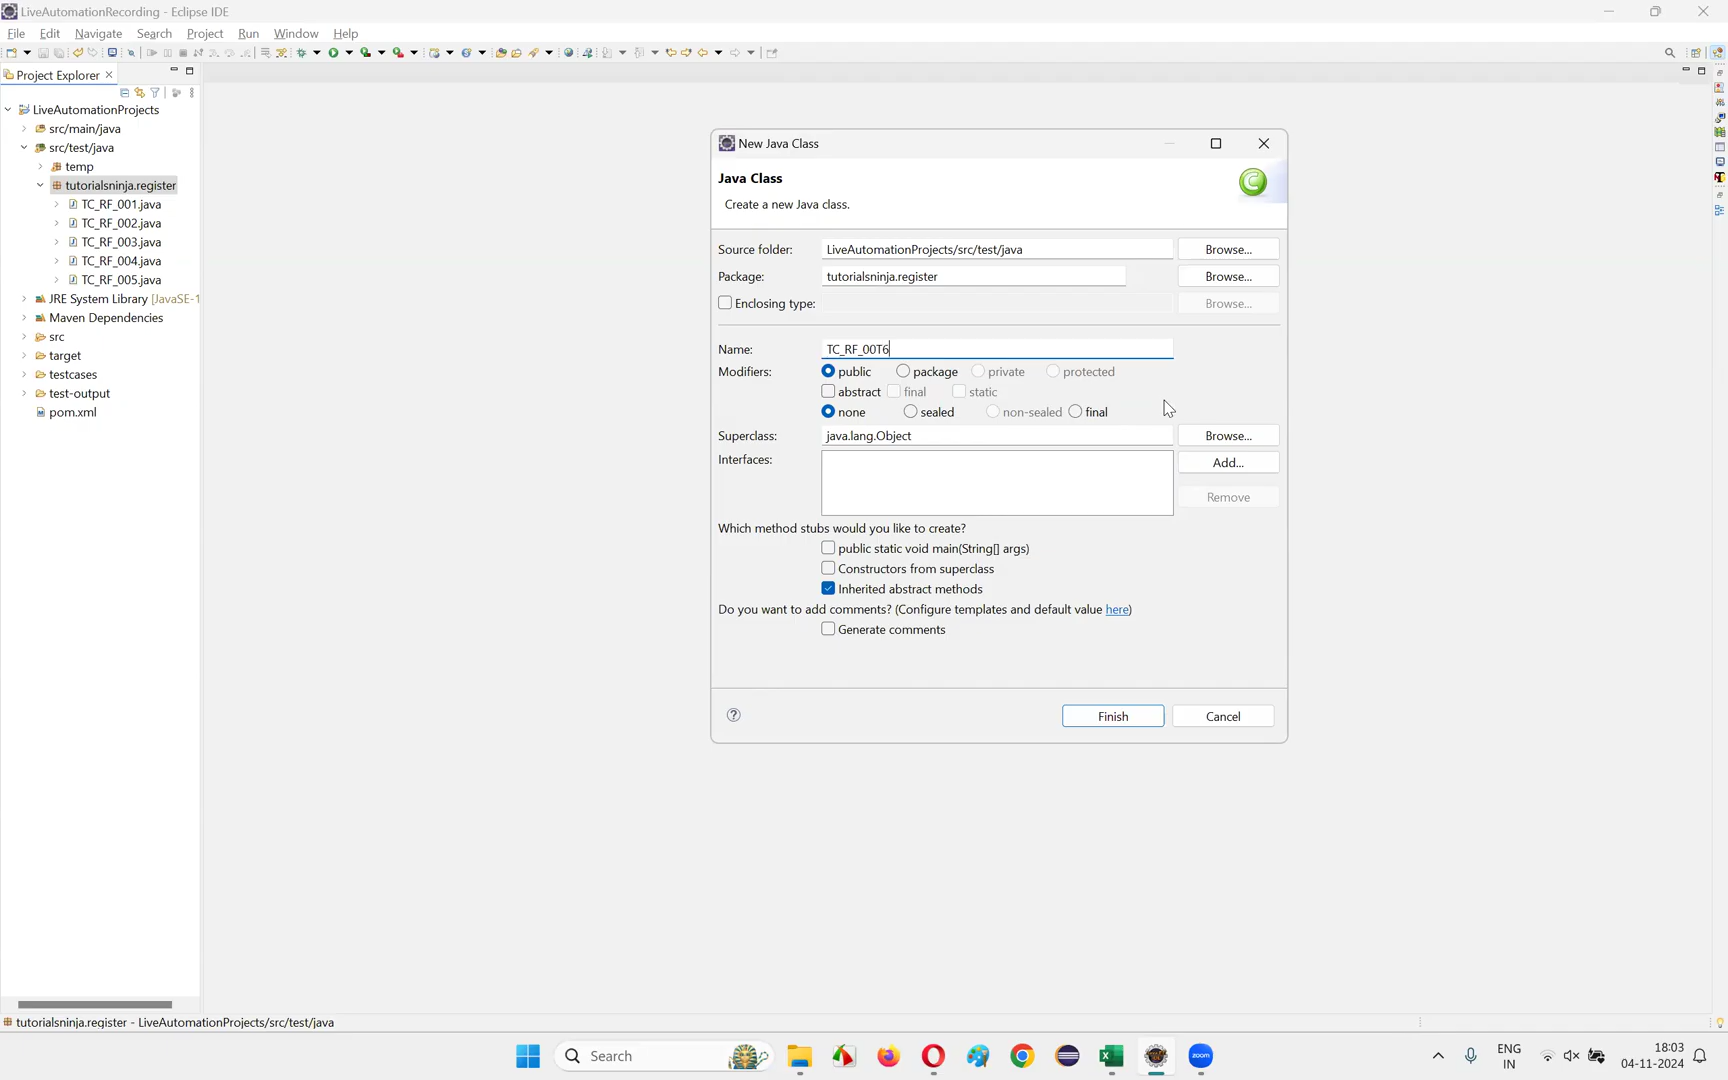 LiveAutomationRecording - Eclipse IDE
File Edit Navigate Search Project Run Window Help
Project Explorer
LiveAutomationProjects
src/main/java
src/test/java
temp
tutorialsninja.register
TC_RF_001.java
TC_RF_002.java
TC_RF_003.java
TC_RF_004.java
TC_RF_005.java
JRE System Library [JavaSE-1
Maven Dependencies
src
target
testcases
test-output
pom.xml
New Java Class
Java Class
Create a new Java class.
Source folder: LiveAutomationProjects/src/test/java Browse...
Package: tutorialsninja.register Browse...
Enclosing type: Browse...
Name: TC_RF_00T6
Modifiers: public package private protected
abstract final static
none sealed non-sealed final
Superclass: java.lang.Object Browse...
Interfaces: Add...
Remove
Which method stubs would you like to create?
public static void main(String[] args)
Constructors from superclass
Inherited abstract methods
Do you want to add comments? (Configure templates and default value here)
Generate comments
Finish Cancel
tutorialsninja.register - LiveAutomationProjects/src/test/java
Search
zoom
ENG
IN
18:03
04-11-2024